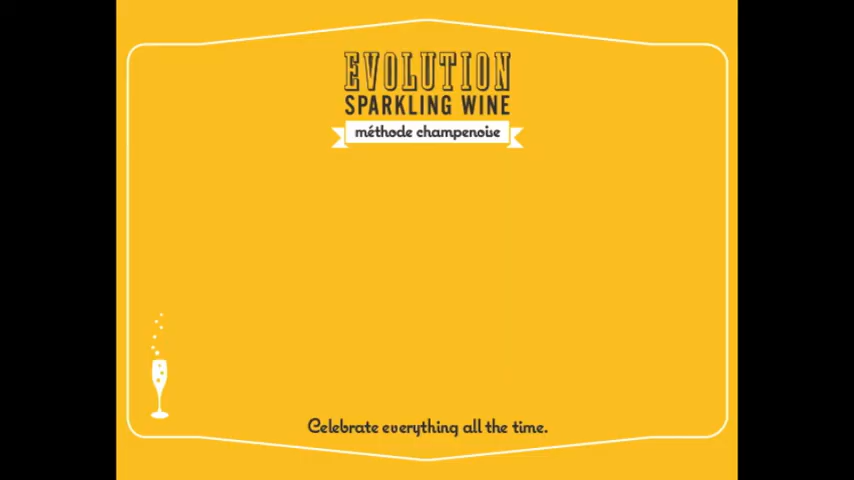 EVOLUTION
SPARKLING WINE
méthode champenoise
Celebrate everything all the time.